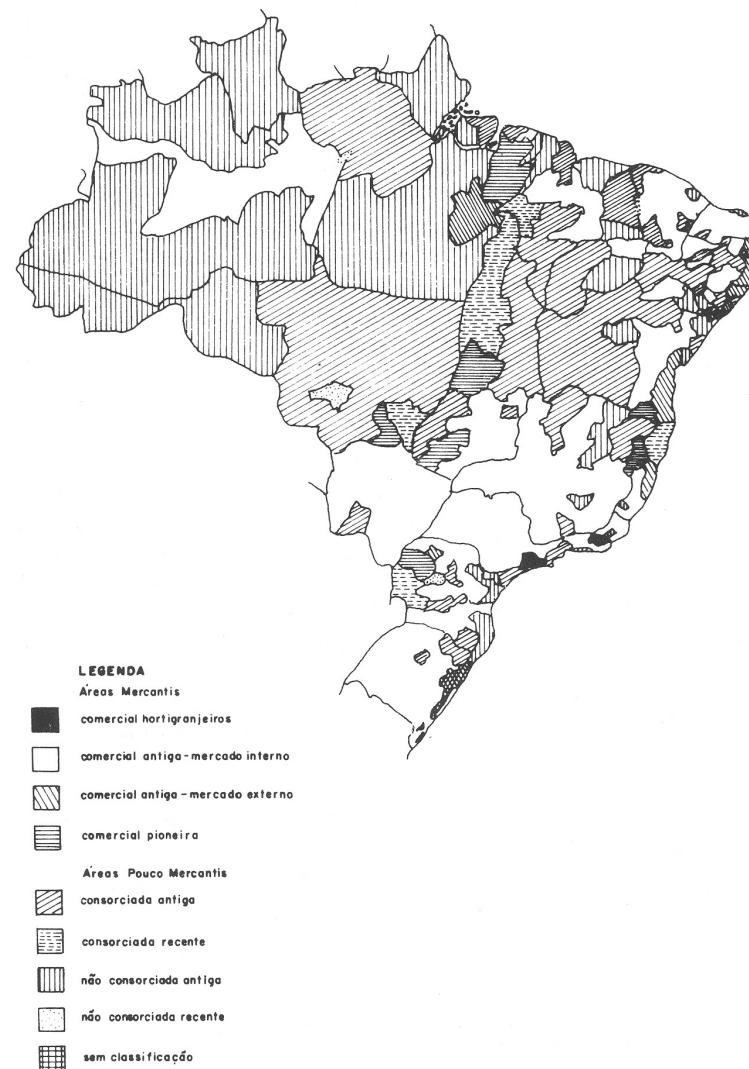 LEGENDA
Áreas Mercantis
comercial hortigranjeiros
comercial antiga-mercado interno
comercial antiga-mercado externo
comercial pioneira
Áreas Pouco Mercantis
consorciada antiga
consorciada recente
não consorciada antiga
não consorciada recente
sem classificação